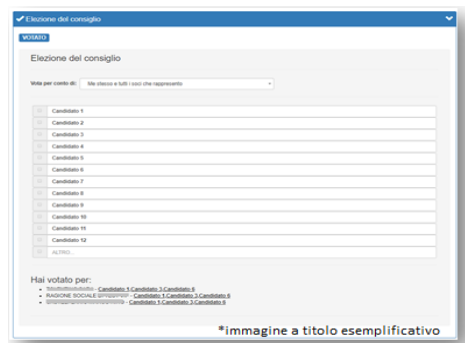 Elezione del consiglio
VOTATO
Elezione del consiglio
Vota per conto di: Me stesso e tutti i soci che rappresento
Candidato 1
Candidato 2
Candidato 3
Candidato 4
Candidato 5
Candidato 6
Candidato 7
Candidato 8
Candidato 9
Candidato 10
Candidato 11
Candidato 12
ALTRO...
Hai votato per:
- Candidato 1,Candidato 3,Candidato 6
RAGIONE SOCIALE - Candidato 1,Candidato 3,Candidato 6
- Candidato 1,Candidato 3,Candidato 6
*immagine a titolo esemplificativo